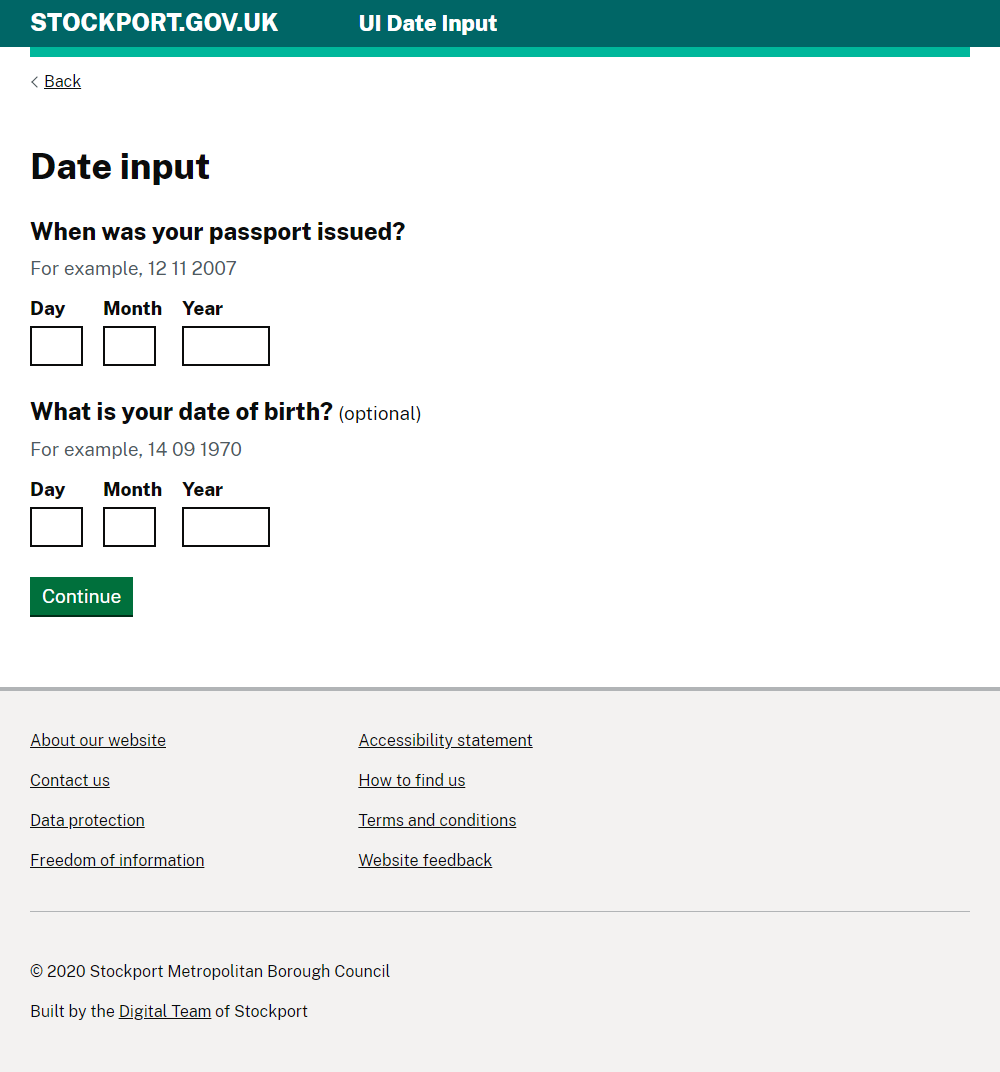 STOCKPORT.GOV.UK UI Date Input
Back
Date input
When was your passport issued?
For example, 12 11 2007
Day Month Year
What is your date of birth? (optional)
For example, 14 09 1970
Day Month Year
Continue
About our website Accessibility statement
Contact us How to find us
Data protection Terms and conditions
Freedom of information Website feedback
© 2020 Stockport Metropolitan Borough Council
Built by the Digital Team of Stockport